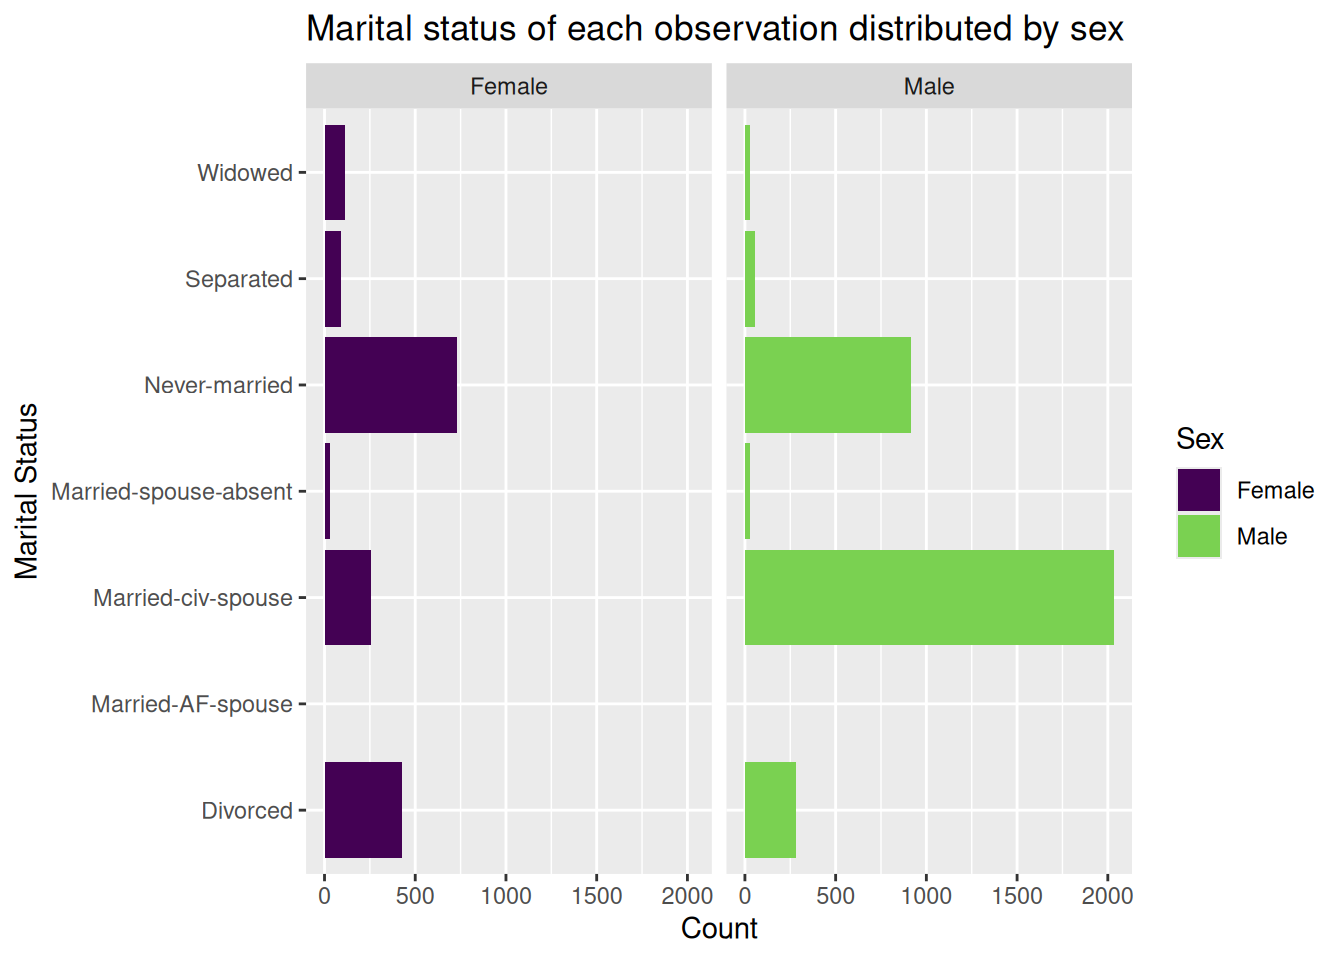 Marital status of each observation distributed by sex
Female
Male
Marital Status
Widowed
Separated
Never-married
Married-spouse-absent
Married-civ-spouse
Married-AF-spouse
Divorced
0 500 1000 1500 2000
0 500 1000 1500 2000
Count
Sex
Female
Male